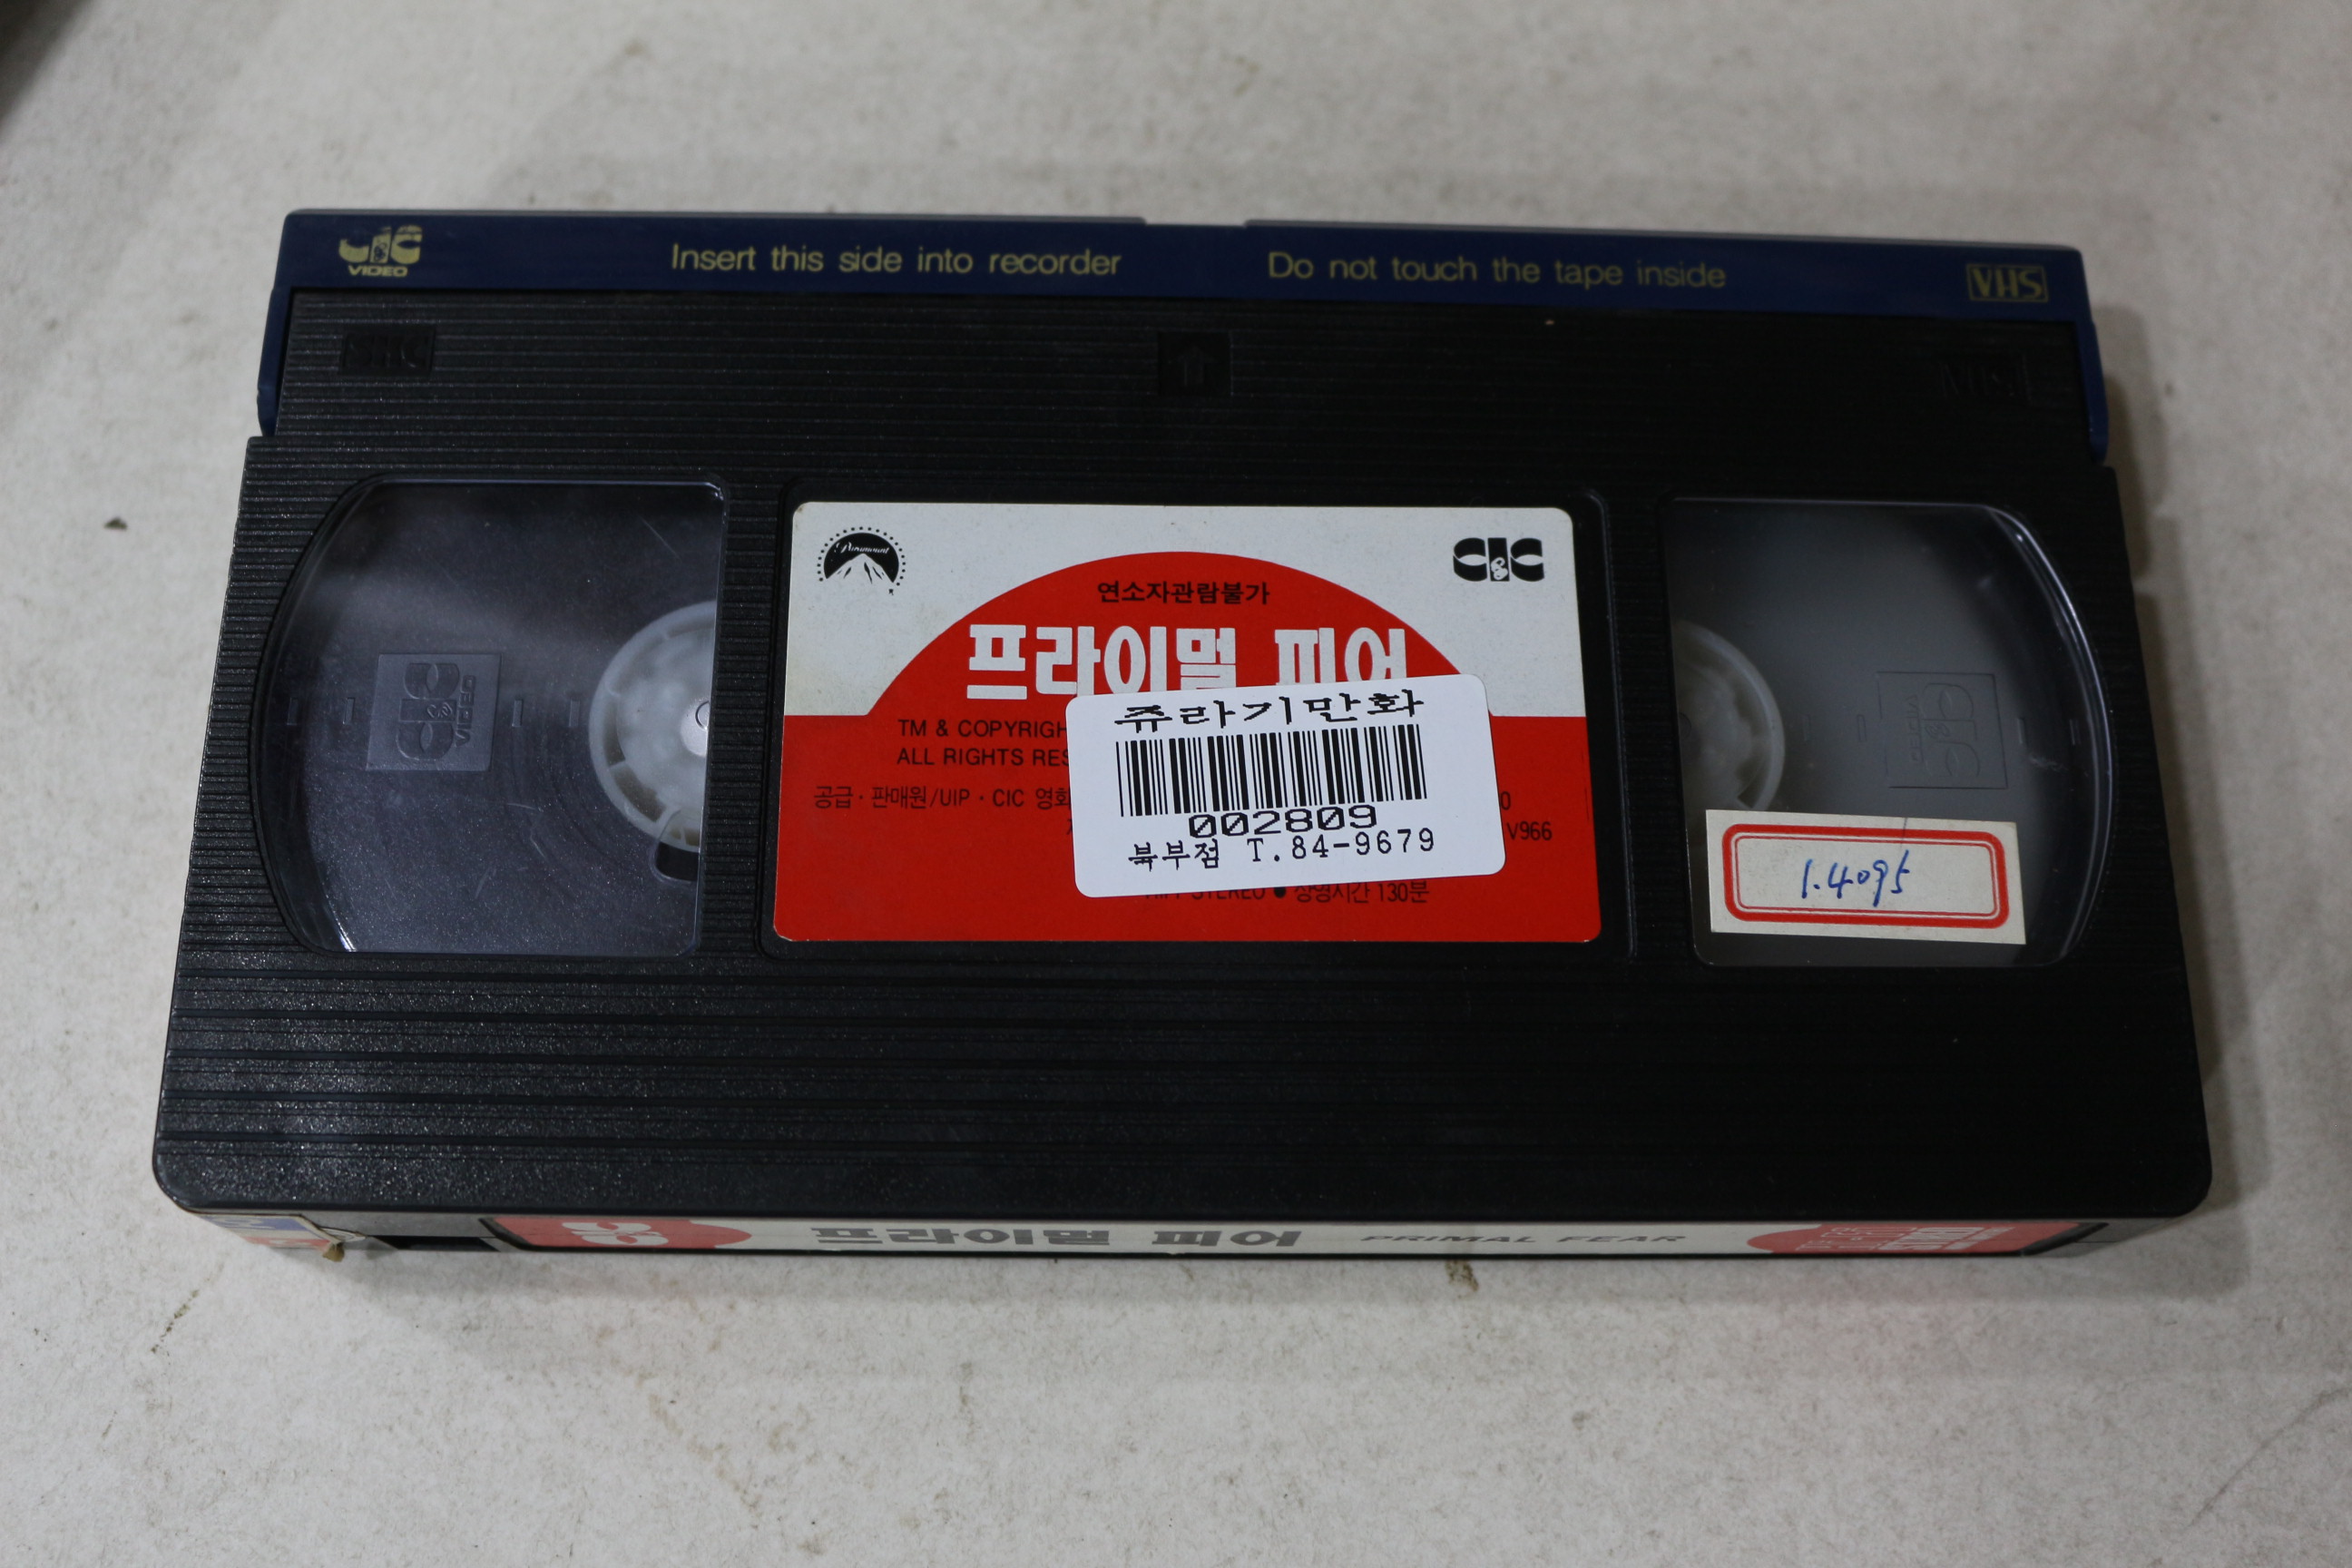 C&C VIDEO
Insert this side into recorder
Do not touch the tape inside
VHS
VHS
Paramount
연소자관람불가
프라이멀 피어
TM & COPYRIGH
ALL RIGHTS RES
공급·판매원/UIP·CIC 영화
V966
쥬라기만화
002809
북부점 T.84-9679
HIFI STEREO ● 상영시간 130분
1.4095
프라이멀 피어 PRIMAL FEAR